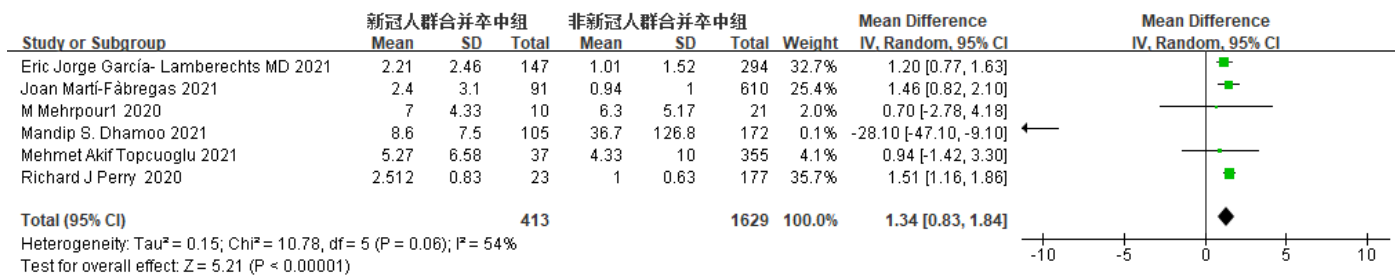 新冠人群合并卒中组 非新冠人群合并卒中组 Mean Difference Mean Difference
Study or Subgroup Mean SD Total Mean SD Total Weight IV, Random, 95% CI IV, Random, 95% CI
Eric Jorge García- Lamberechts MD 2021 2.21 2.46 147 1.01 1.52 294 32.7% 1.20 [0.77, 1.63]
Joan Martí-Fàbregas 2021 2.4 3.1 91 0.94 1 610 25.4% 1.46 [0.82, 2.10]
M Mehrpour1 2020 7 4.33 10 6.3 5.17 21 2.0% 0.70 [-2.78, 4.18]
Mandip S. Dhamoo 2021 8.6 7.5 105 36.7 126.8 172 0.1% -28.10 [-47.10, -9.10]
Mehmet Akif Topcuoglu 2021 5.27 6.58 37 4.33 10 355 4.1% 0.94 [-1.42, 3.30]
Richard J Perry 2020 2.512 0.83 23 1 0.63 177 35.7% 1.51 [1.16, 1.86]
Total (95% CI) 413 1629 100.0% 1.34 [0.83, 1.84]
Heterogeneity: Tau² = 0.15; Chi² = 10.78, df = 5 (P = 0.06); I² = 54%
Test for overall effect: Z = 5.21 (P < 0.00001)
-10 -5 0 5 10